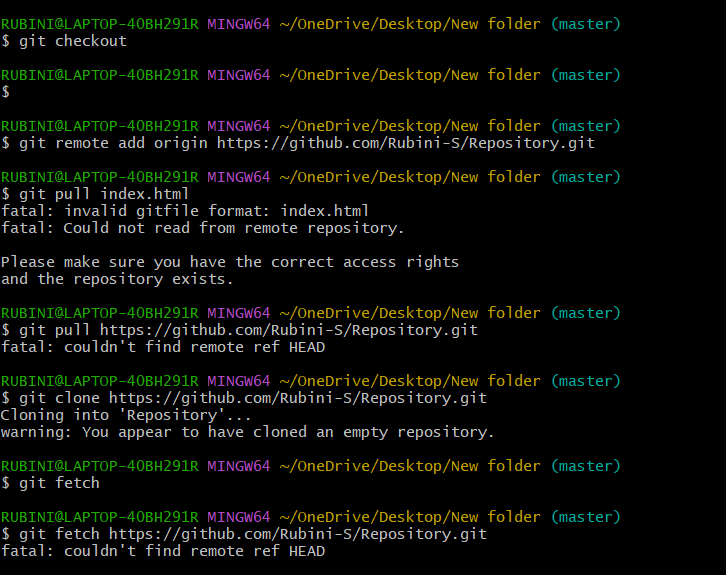 RUBINI@LAPTOP-4OBH291R MINGW64 ~/OneDrive/Desktop/New folder (master)
$ git checkout
RUBINI@LAPTOP-4OBH291R MINGW64 ~/OneDrive/Desktop/New folder (master)
$
RUBINI@LAPTOP-4OBH291R MINGW64 ~/OneDrive/Desktop/New folder (master)
$ git remote add origin https://github.com/Rubini-S/Repository.git
RUBINI@LAPTOP-4OBH291R MINGW64 ~/OneDrive/Desktop/New folder (master)
$ git pull index.html
fatal: invalid gitfile format: index.html
fatal: Could not read from remote repository.
Please make sure you have the correct access rights
and the repository exists.
RUBINI@LAPTOP-4OBH291R MINGW64 ~/OneDrive/Desktop/New folder (master)
$ git pull https://github.com/Rubini-S/Repository.git
fatal: couldn't find remote ref HEAD
RUBINI@LAPTOP-4OBH291R MINGW64 ~/OneDrive/Desktop/New folder (master)
$ git clone https://github.com/Rubini-S/Repository.git
Cloning into 'Repository'...
warning: You appear to have cloned an empty repository.
RUBINI@LAPTOP-4OBH291R MINGW64 ~/OneDrive/Desktop/New folder (master)
$ git fetch
RUBINI@LAPTOP-4OBH291R MINGW64 ~/OneDrive/Desktop/New folder (master)
$ git fetch https://github.com/Rubini-S/Repository.git
fatal: couldn't find remote ref HEAD